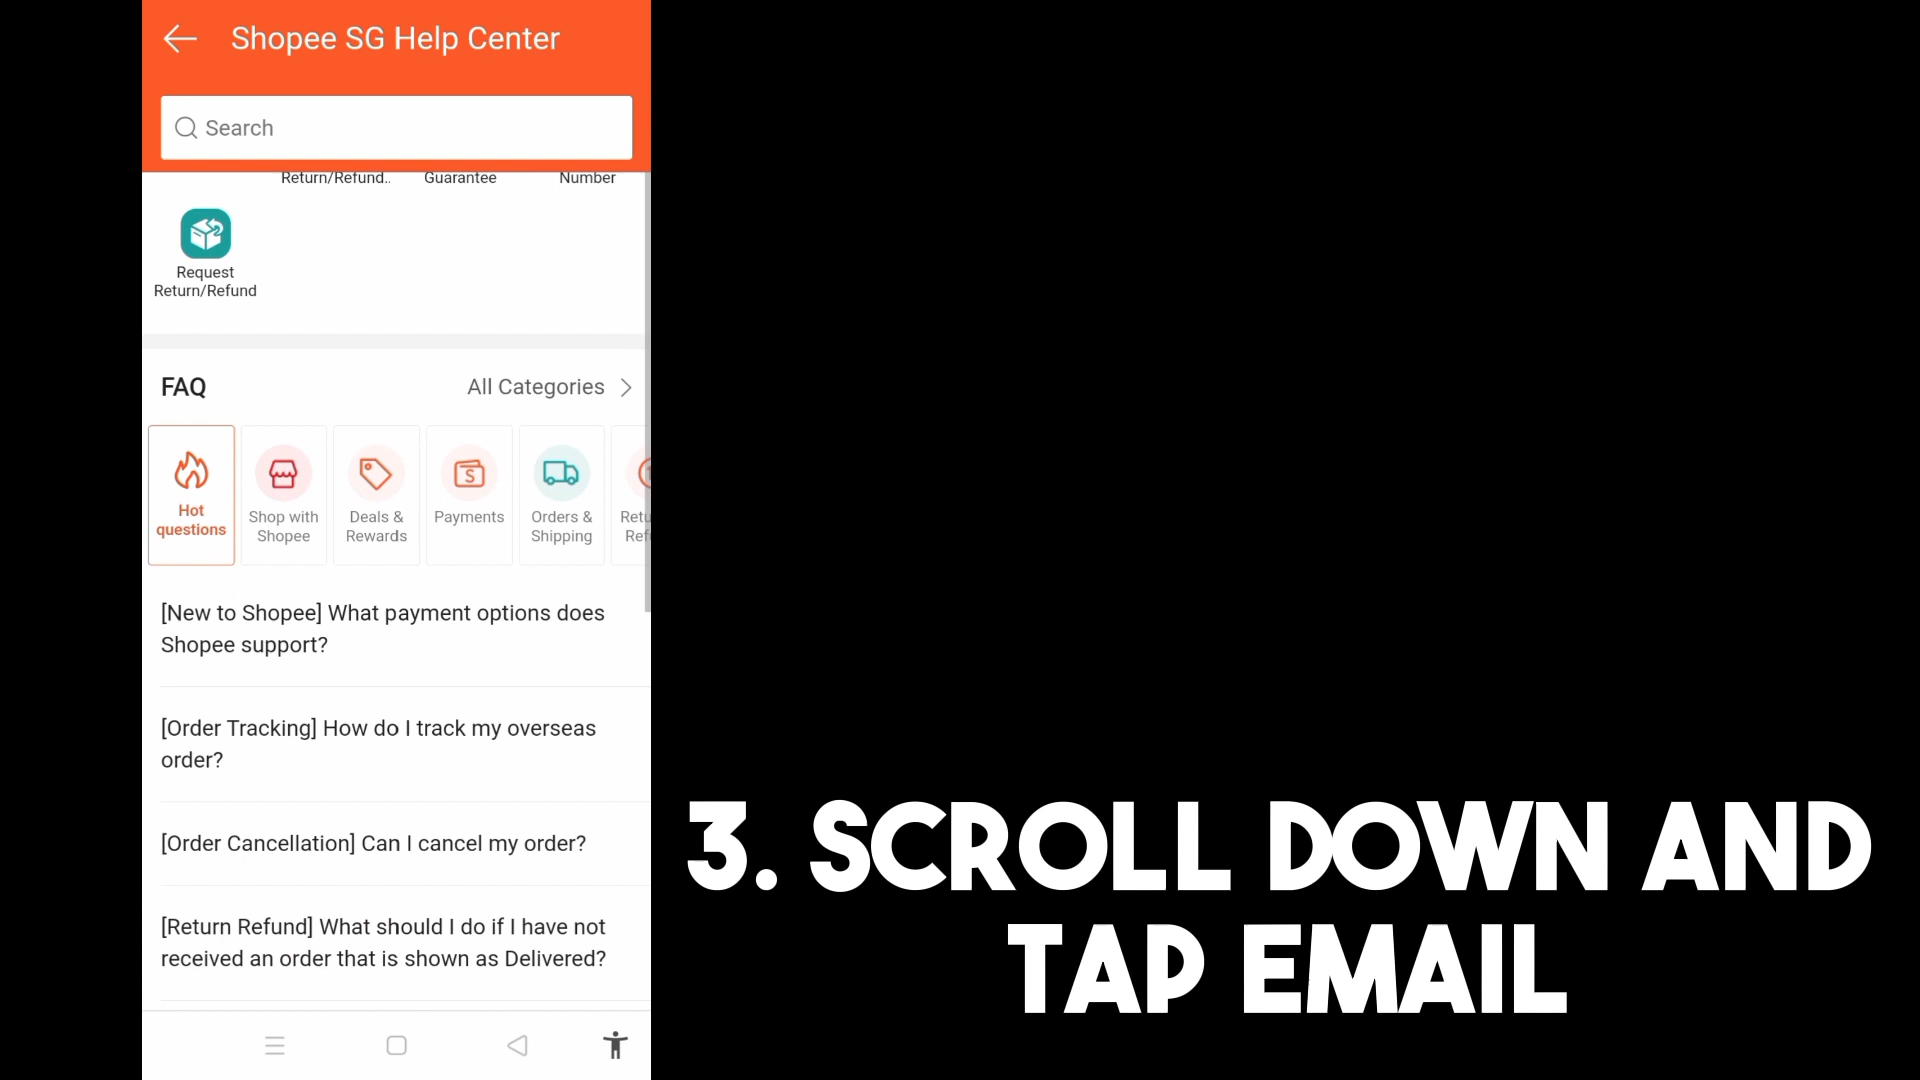 Shopee SG Help Center
Search
Return/Refund..
Guarantee
Number
Request
Return/Refund
FAQ
All Categories
Hot
questions
Shop with
Shopee
Deals &
Rewards
Payments
Orders &
Shipping
[New to Shopee] What payment options does
Shopee support?
[Order Tracking] How do I track my overseas
order?
[Order Cancellation] Can I cancel my order?
[Return Refund] What should I do if I have not
received an order that is shown as Delivered?
3. SCROLL DOWN AND
TAP EMAIL